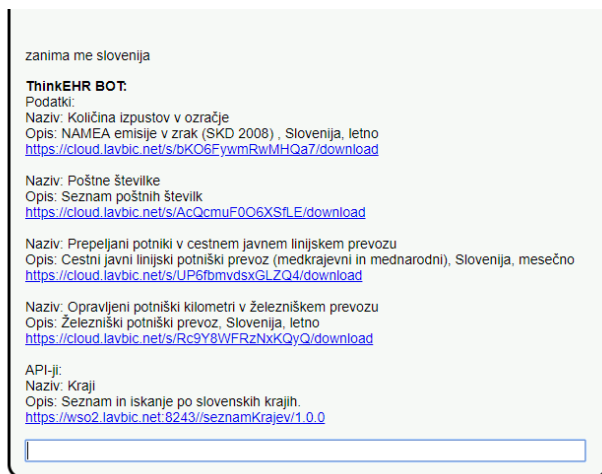 zanima me slovenija
ThinkEHR BOT:
Podatki:
Naziv: Količina izpustov v ozračje
Opis: NAMEA emisije v zrak (SKD 2008) , Slovenija, letno
https://cloud.lavbic.net/s/bKO6FywmRwMHQa7/download
Naziv: Poštne številke
Opis: Seznam poštnih številk
https://cloud.lavbic.net/s/AcQcmuF0O6XSfLE/download
Naziv: Prepeljani potniki v cestnem javnem linijskem prevozu
Opis: Cestni javni linijski potniški prevoz (medkrajevni in mednarodni), Slovenija, mesečno
https://cloud.lavbic.net/s/UP6fbmvdsxGLZQ4/download
Naziv: Opravljeni potniški kilometri v železniškem prevozu
Opis: Železniški potniški prevoz, Slovenija, letno
https://cloud.lavbic.net/s/Rc9Y8WFRzNxKQyQ/download
API-ji:
Naziv: Kraji
Opis: Seznam in iskanje po slovenskih krajih.
https://wso2.lavbic.net:8243//seznamKrajev/1.0.0